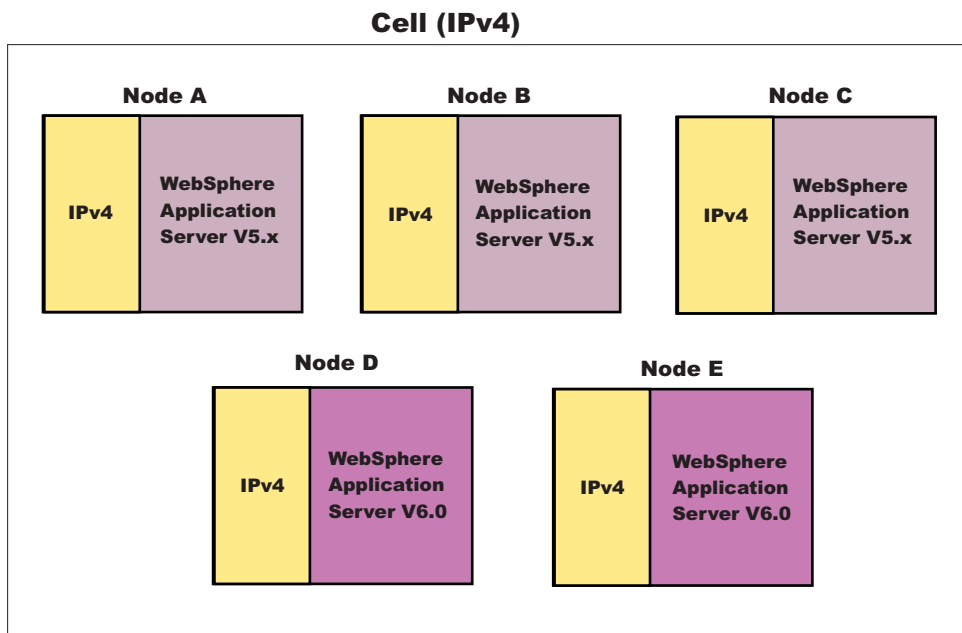 Cell (IPv4)
Node A
Node B
Node C
IPv4
WebSphere
Application
Server V5.x
IPv4
WebSphere
Application
Server V5.x
IPv4
WebSphere
Application
Server V5.x
Node D
Node E
IPv4
WebSphere
Application
Server V6.0
IPv4
WebSphere
Application
Server V6.0